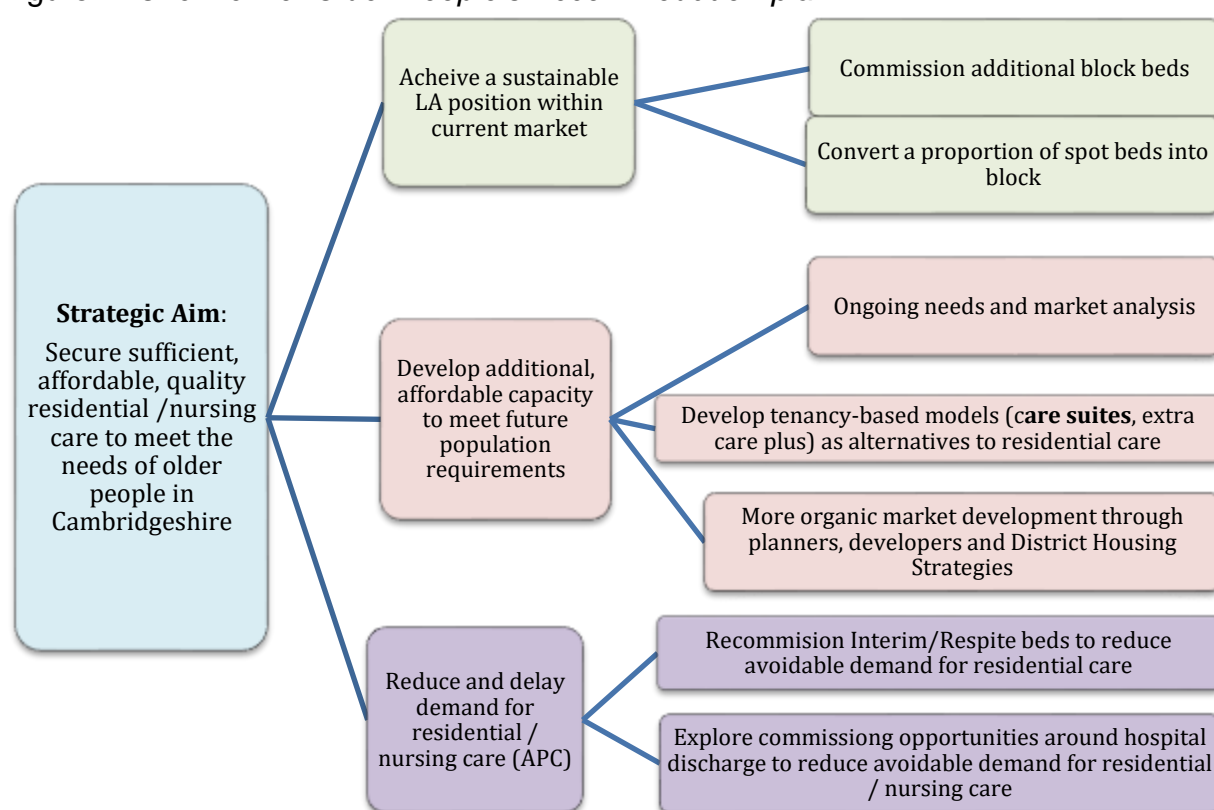 Acheive a sustainable
LA position within
current market
Commission additional block beds
Convert a proportion of spot beds into
block
Strategic Aim:
Secure sufficient,
affordable, quality
residential /nursing
care to meet the
needs of older
people in
Cambridgeshire
Develop additional,
affordable capacity
to meet future
population
requirements
Ongoing needs and market analysis
Develop tenancy-based models (care suites, extra
care plus) as alternatives to residential care
More organic market development through
planners, developers and District Housing
Strategies
Reduce and delay
demand for
residential /
nursing care (APC)
Recommision Interim/Respite beds to reduce
avoidable demand for residential care
Explore commissiong opportunities around hospital
discharge to reduce avoidable demand for residential
/ nursing care